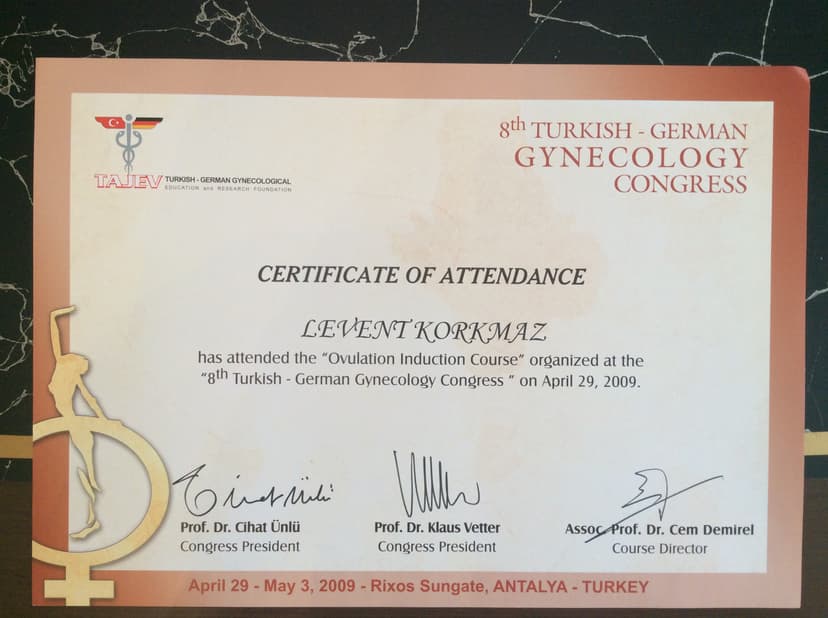 TAJEV
TURKISH - GERMAN GYNECOLOGICAL
EDUCATION and RESEARCH FOUNDATION
8th TURKISH - GERMAN
GYNECOLOGY
CONGRESS
CERTIFICATE OF ATTENDANCE
LEVENT KORKMAZ
has attended the “Ovulation Induction Course” organized at the
“8th Turkish - German Gynecology Congress ” on April 29, 2009.
Cihat Ünlü
Prof. Dr. Cihat Ünlü
Congress President
Prof. Dr. Klaus Vetter
Congress President
Assoc. Prof. Dr. Cem Demirel
Course Director
April 29 - May 3, 2009 - Rixos Sungate, ANTALYA - TURKEY